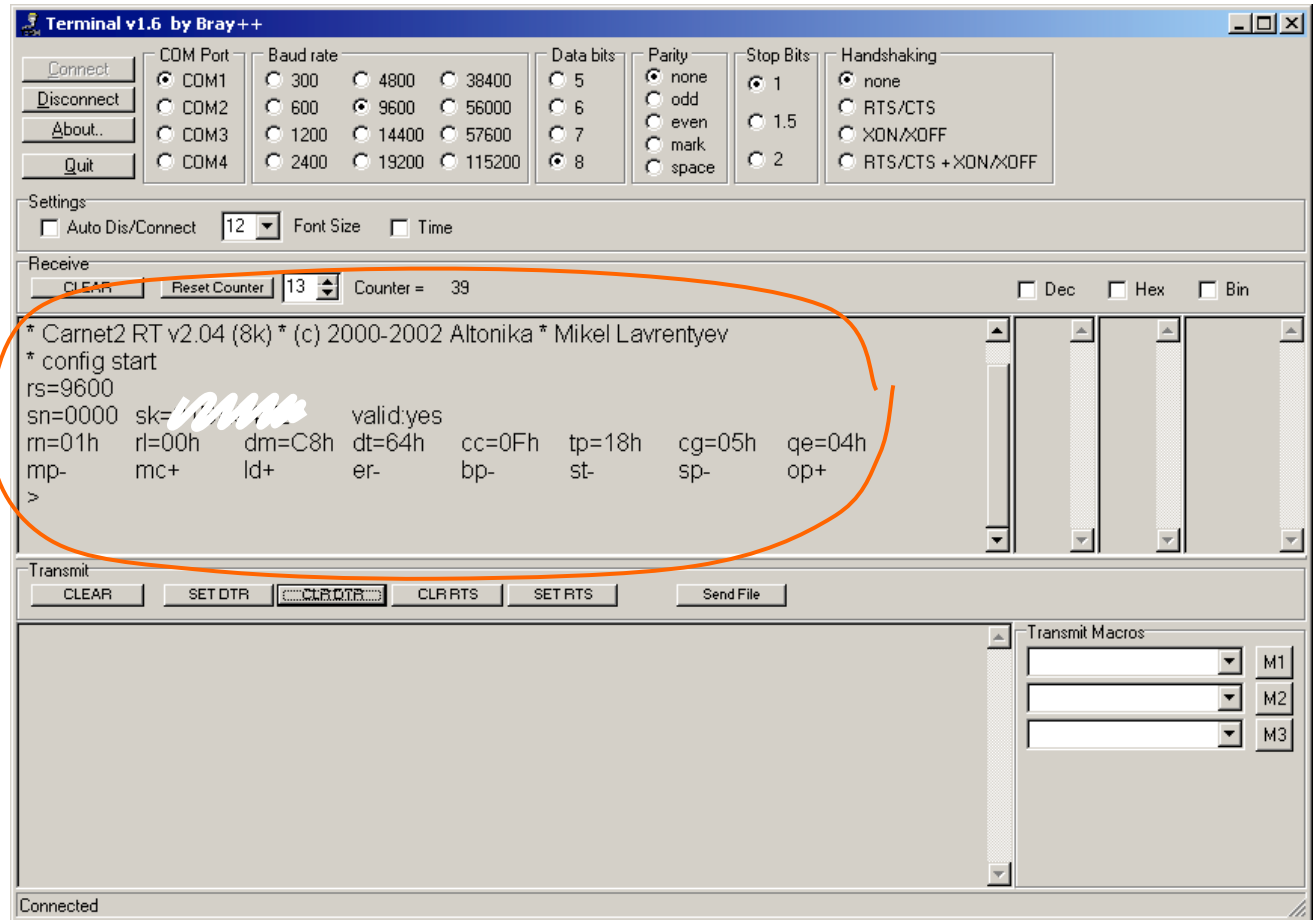 Terminal v1.6 by Bray++
Connect
Disconnect
About..
Quit
COM Port
COM1
COM2
COM3
COM4
Baud rate
300 4800 38400
600 9600 56000
1200 14400 57600
2400 19200 115200
Data bits
5
6
7
8
Parity
none
odd
even
mark
space
Stop Bits
1
1.5
2
Handshaking
none
RTS/CTS
XON/XOFF
RTS/CTS + XON/XOFF
Settings
Auto Dis/Connect 12 Font Size Time
Receive
CLEAR Reset Counter 13 Counter = 39 Dec Hex Bin
* Carnet2 RT v2.04 (8k) * (c) 2000-2002 Altonika * Mikel Lavrentyev
* config start
rs=9600
sn=0000 sk= valid:yes
rn=01h rl=00h dm=C8h dt=64h cc=0Fh tp=18h cg=05h qe=04h
mp- mc+ ld+ er- bp- st- sp- op+
>
Transmit
CLEAR SET DTR CLR DTR CLR RTS SET RTS Send File
Transmit Macros
M1
M2
M3
Connected